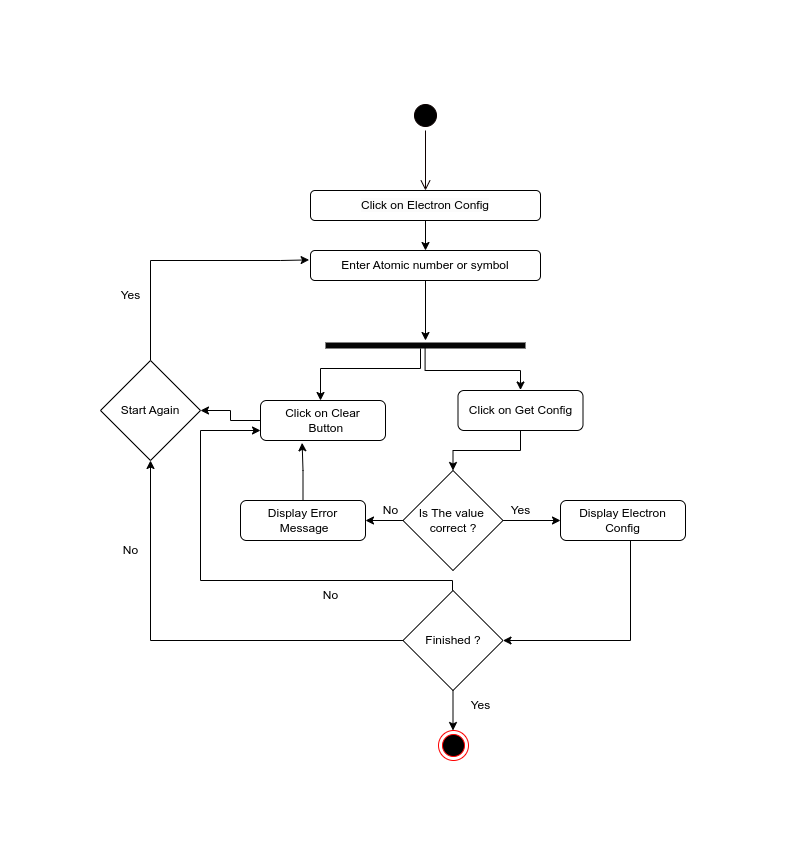 Click on Electron Config
Enter Atomic number or symbol
Yes
Start Again
Click on Clear
Button
Click on Get Config
Display Error
Message
No
Is The value
correct ?
Yes
Display Electron
Config
No
No
Finished ?
Yes